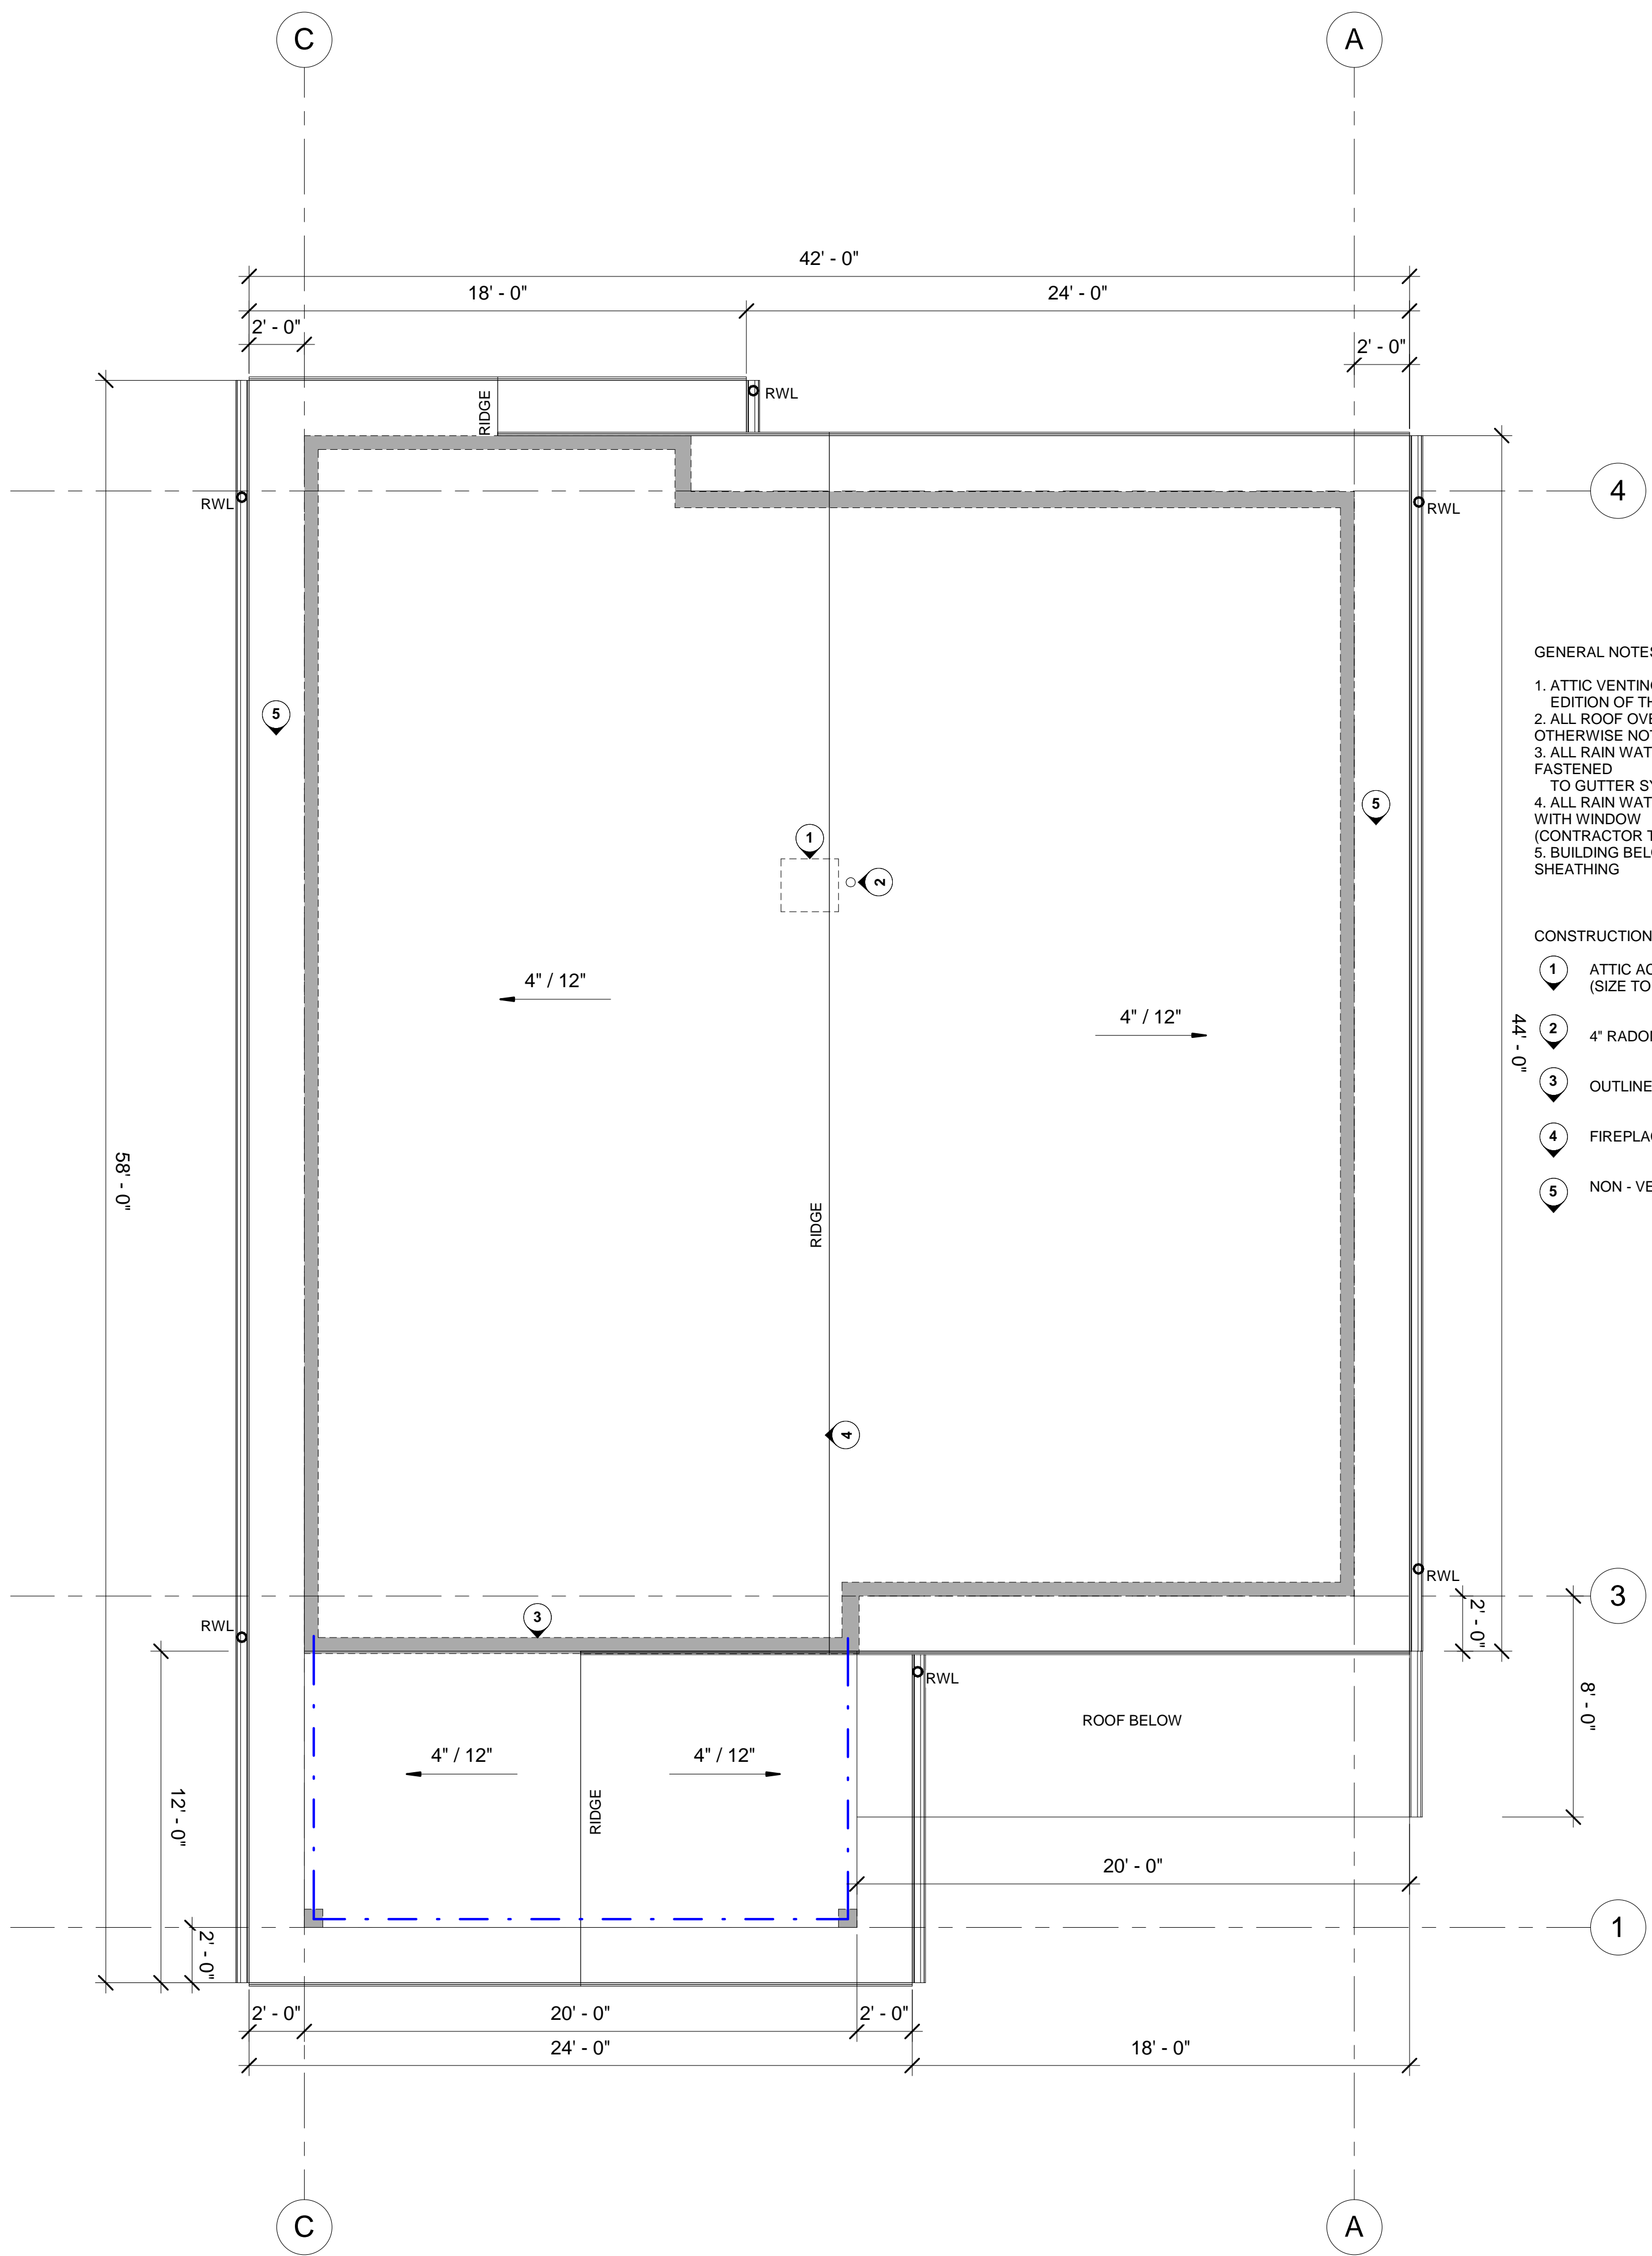 C
A
42' - 0"
18' - 0"
24' - 0"
2' - 0"
2' - 0"
RIDGE
RWL
RWL
RWL
4
GENERAL NOTES
1. ATTIC VENTING
EDITION OF TH
2. ALL ROOF OVE
OTHERWISE NOT
3. ALL RAIN WAT
FASTENED
TO GUTTER SY
4. ALL RAIN WAT
WITH WINDOW
(CONTRACTOR T
5. BUILDING BELO
SHEATHING
5
5
1
2
CONSTRUCTION
1 ATTIC AC
(SIZE TO
2 4" RADO
3 OUTLINE
4 FIREPLA
5 NON - VE
4" / 12"
4" / 12"
44' - 0"
58' - 0"
RIDGE
4
RWL
3
2' - 0"
3
RWL
RWL
8' - 0"
ROOF BELOW
4" / 12"
4" / 12"
RIDGE
12' - 0"
20' - 0"
1
2' - 0"
2' - 0"
20' - 0"
2' - 0"
24' - 0"
18' - 0"
C
A